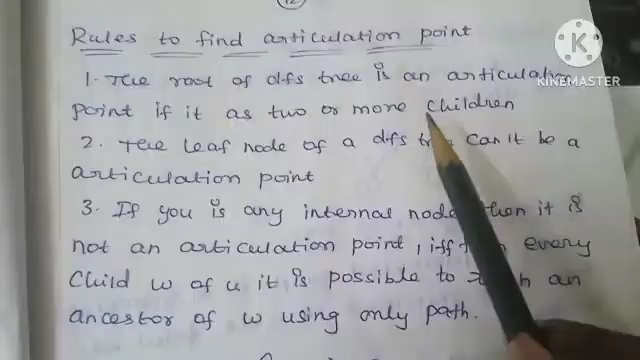 12
Rules to find articulation point
KINEMASTER
1. The root of dfs tree is an articulation
point if it as two or more children
2. The leaf node of a dfs can't be a
articulation point
3. If you is any internal node then it is
not an articulation point, iff every
child w of u it is possible to an
ancestor of w using only path.